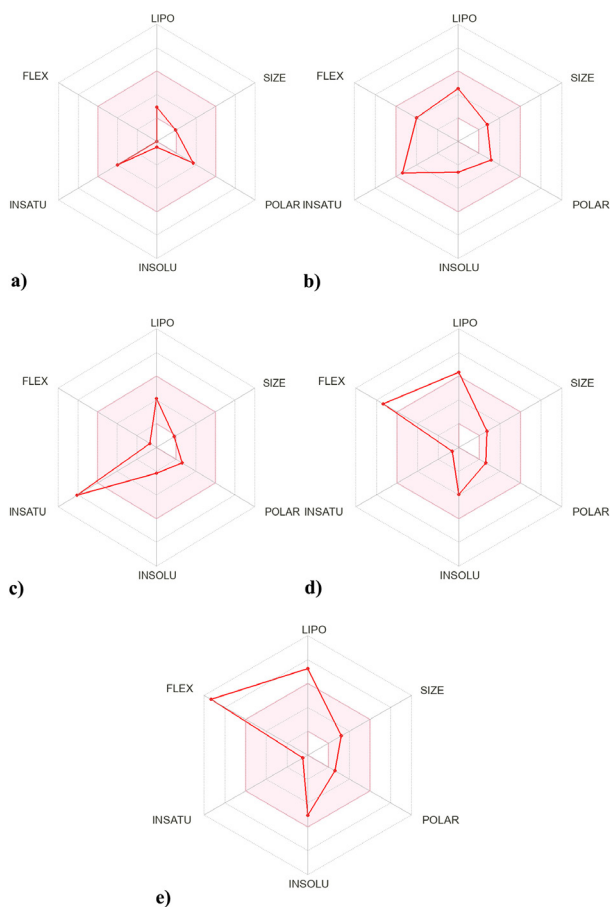 LIPO
LIPO
FLEX
SIZE
FLEX
SIZE
INSATU
POLAR
INSATU
POLAR
INSOLU
INSOLU
a)
b)
LIPO
LIPO
FLEX
SIZE
FLEX
SIZE
INSATU
POLAR
INSATU
POLAR
INSOLU
INSOLU
c)
d)
LIPO
FLEX
SIZE
INSATU
POLAR
INSOLU
e)